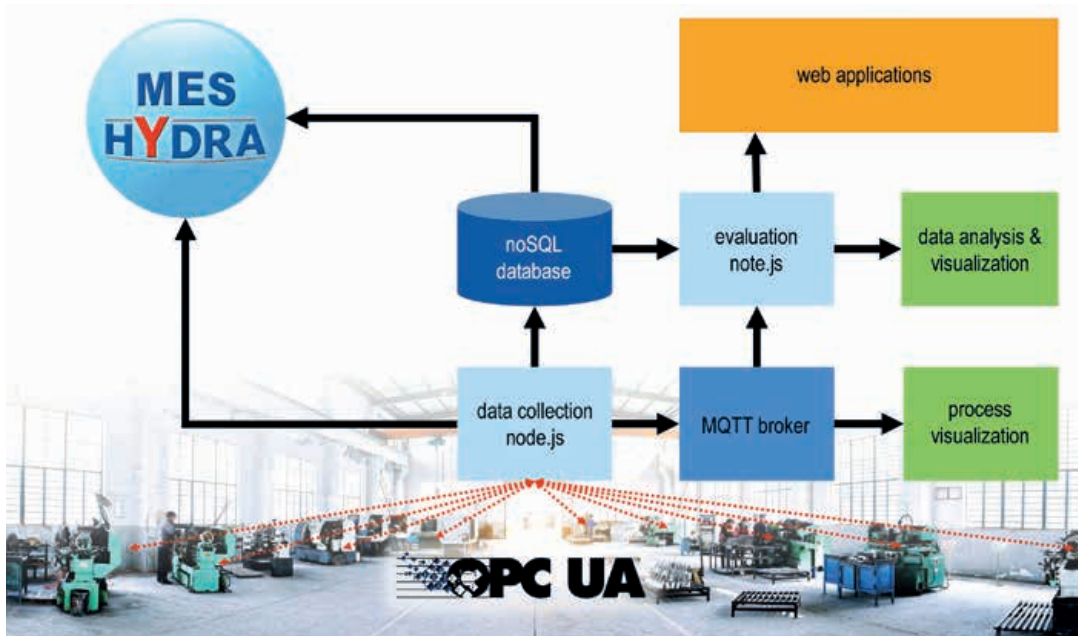 MES
HYDRA
web applications
noSQL
database
evaluation
note.js
data analysis &
visualization
data collection
node.js
MQTT broker
process
visualization
OPC UA